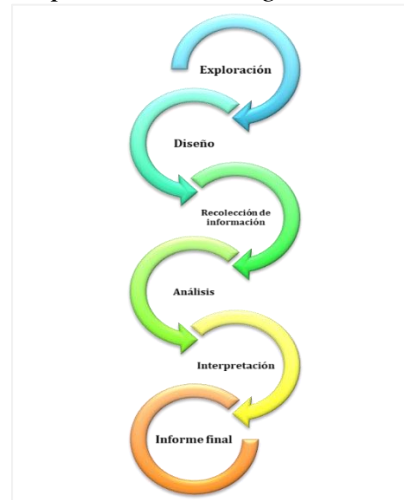 Exploración
Diseño
Recolección de
información
Análisis
Interpretación
Informe final